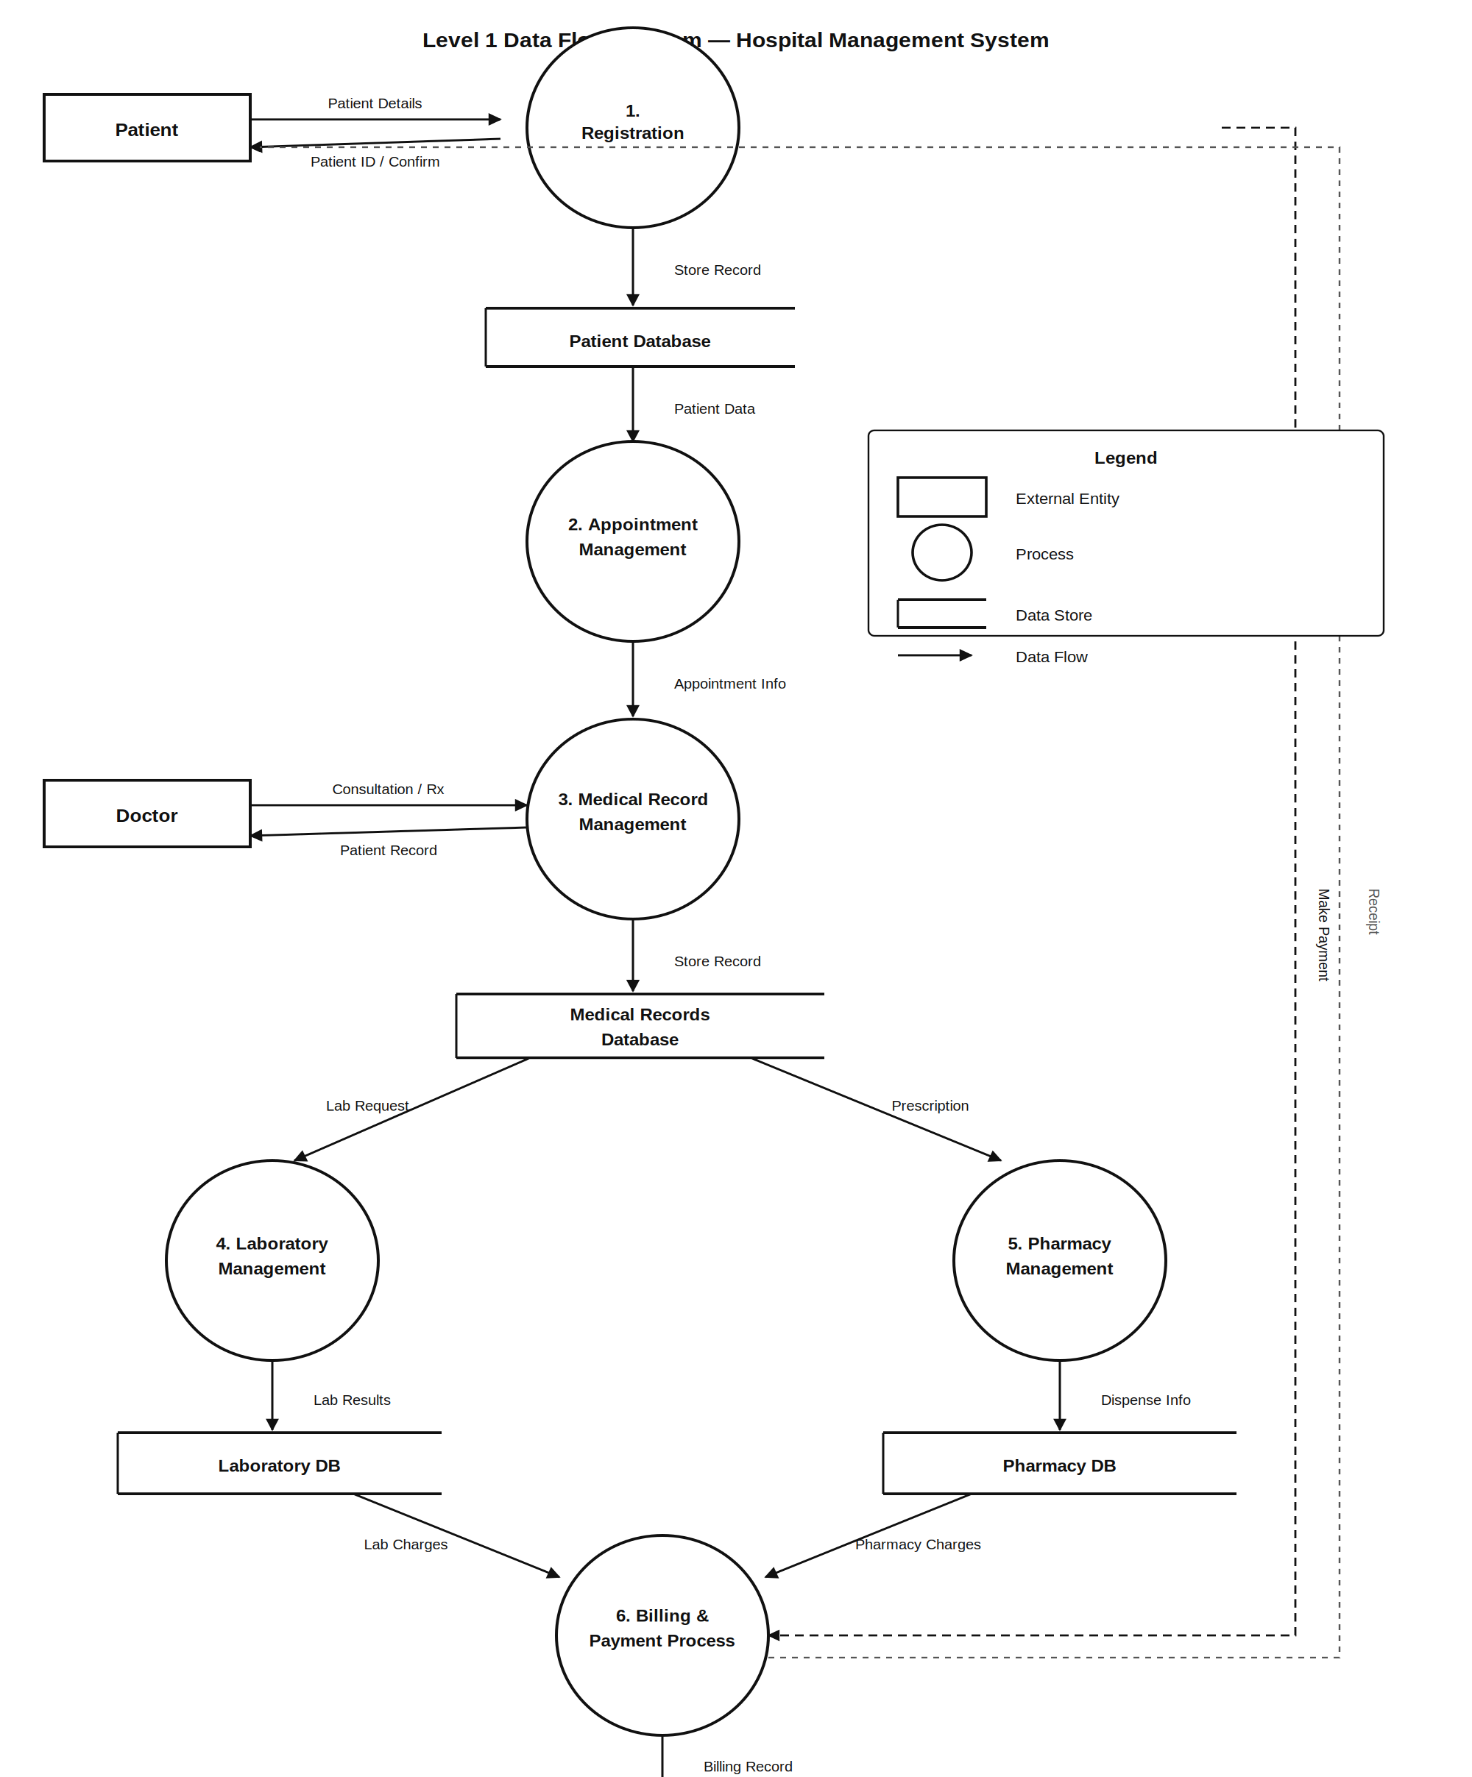 Level 1 Data Flo m — Hospital Management System
Patient
Patient Details
Patient ID / Confirm
1.
Registration
Store Record
Patient Database
Patient Data
2. Appointment
Management
Legend
External Entity
Process
Data Store
Data Flow
Appointment Info
Doctor
Consultation / Rx
Patient Record
3. Medical Record
Management
Make Payment
Receipt
Store Record
Medical Records
Database
Lab Request
Prescription
4. Laboratory
Management
5. Pharmacy
Management
Lab Results
Dispense Info
Laboratory DB
Pharmacy DB
Lab Charges
Pharmacy Charges
6. Billing &
Payment Process
Billing Record